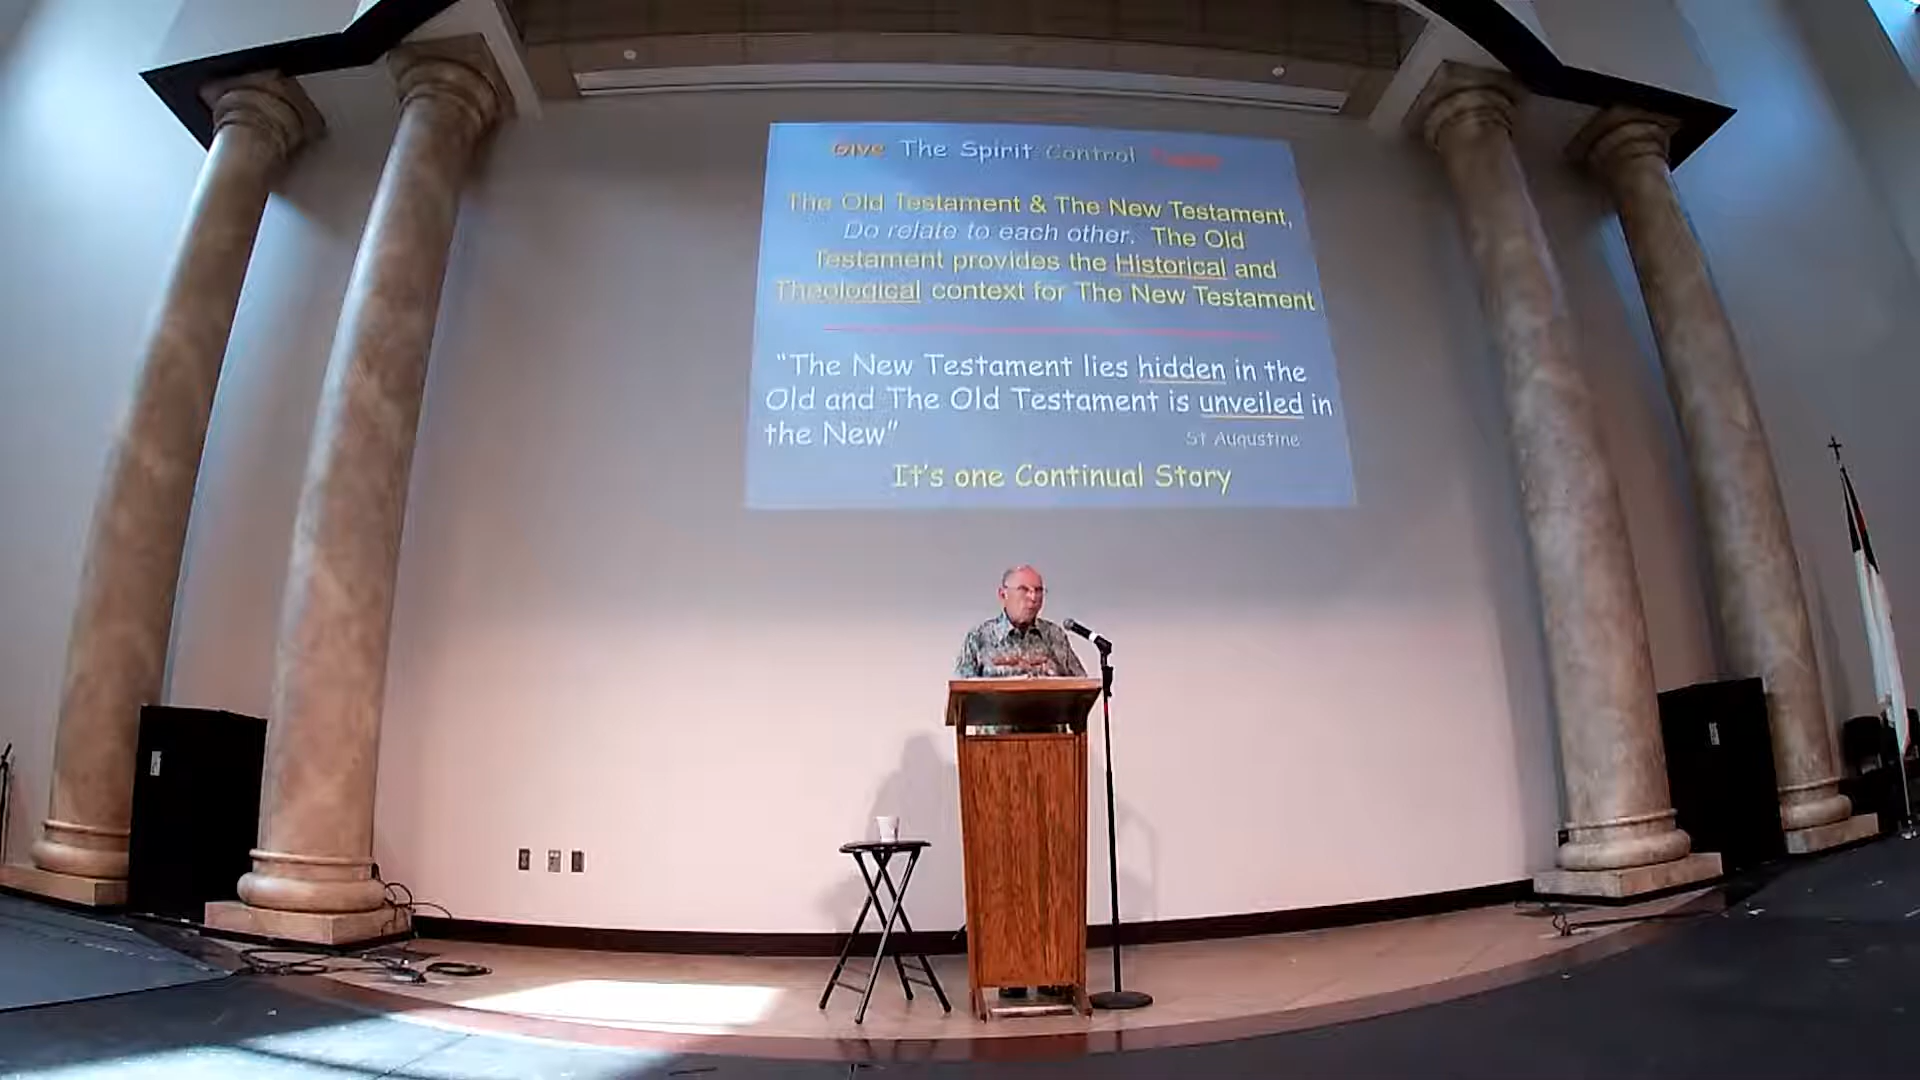 Give The Spirit Control
The Old Testament & The New Testament,
Do relate to each other. The Old
Testament provides the Historical and
Theological context for The New Testament
“The New Testament lies hidden in the
Old and The Old Testament is unveiled in
the New”
St Augustine
It's one Continual Story